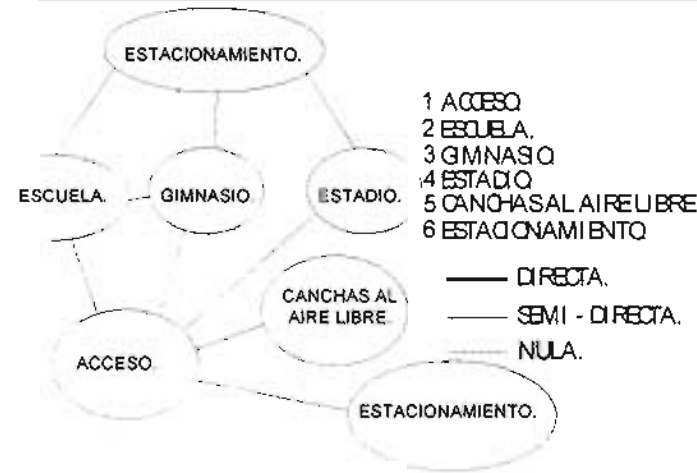 ESTACIONAMIENTO.
ESCUELA.
GIMNASIO.
ESTADIO.
CANCHAS AL
AIRE LIBRE.
ACCESO.
ESTACIONAMIENTO.
1 ACCESO
2 ESCUELA.
3 GIMNASIO
4 ESTADIO
5 CANCHAS AL AIRE LIBRE
6 ESTACIONAMIENTO
DIRECTA.
SEMI - DIRECTA.
NULA.